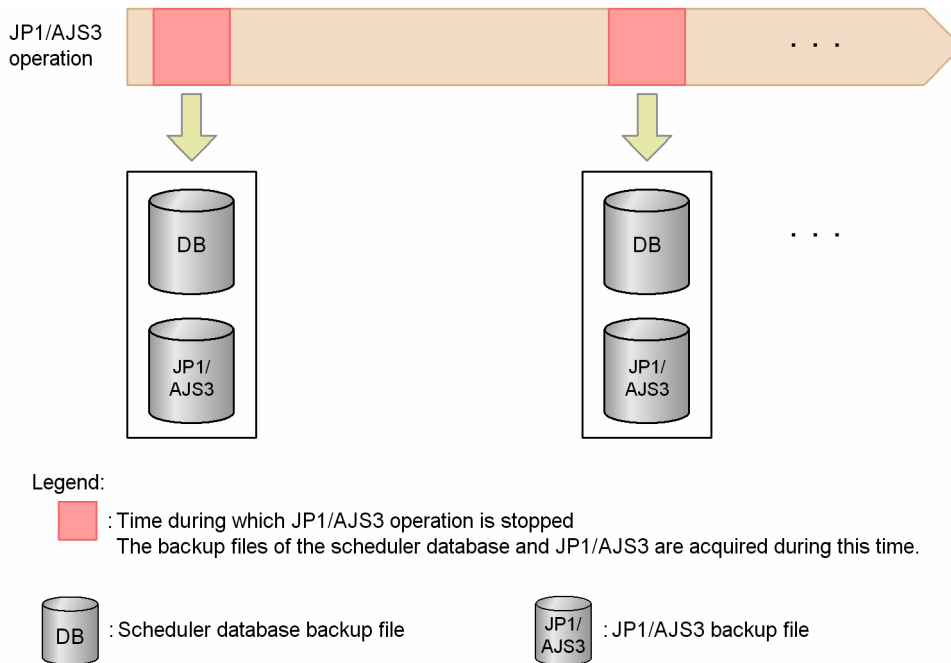 JP1/AJS3
operation
. . .
DB
DB
. . .
JP1/
AJS3
JP1/
AJS3
Legend:
: Time during which JP1/AJS3 operation is stopped
The backup files of the scheduler database and JP1/AJS3 are acquired during this time.
DB
: Scheduler database backup file
JP1/
AJS3
: JP1/AJS3 backup file